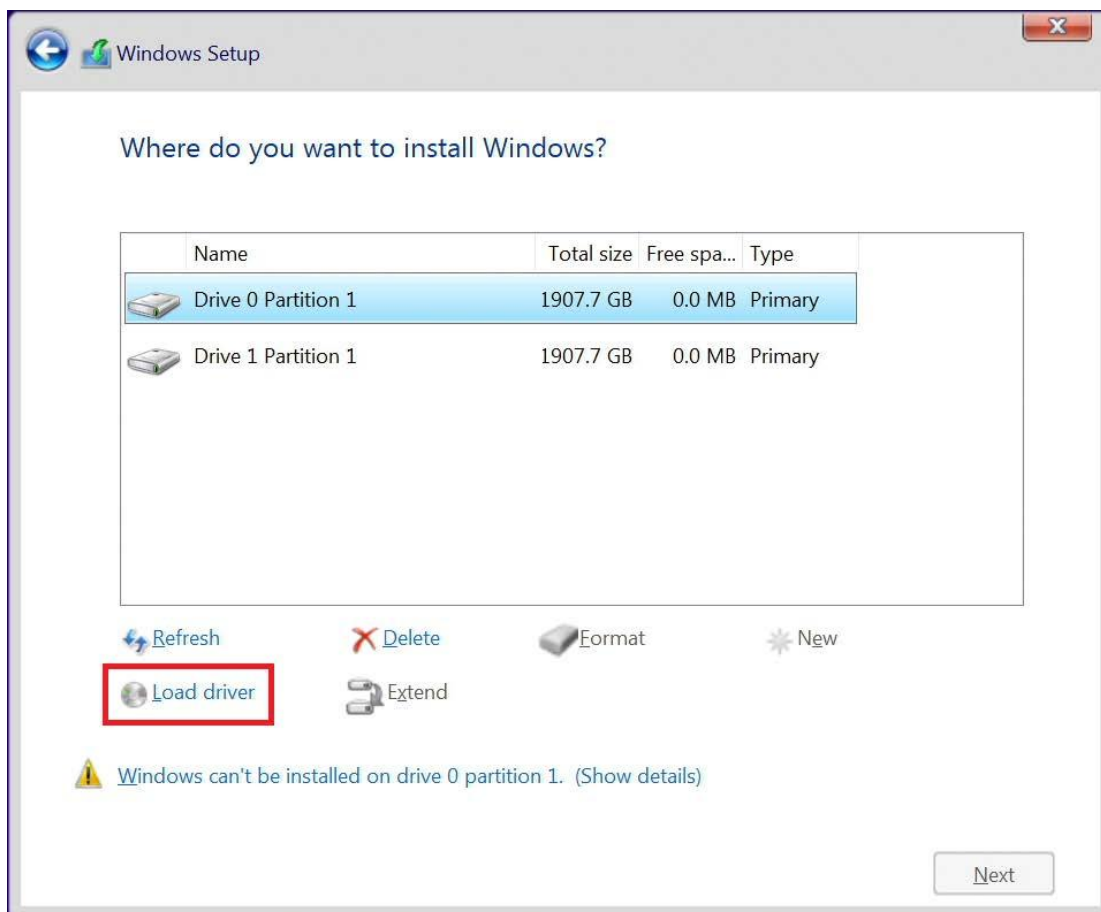 Windows Setup
Where do you want to install Windows?
Name Total size Free spa... Type
Drive 0 Partition 1 1907.7 GB 0.0 MB Primary
Drive 1 Partition 1 1907.7 GB 0.0 MB Primary
Refresh Delete Format New
Load driver Extend
Windows can't be installed on drive 0 partition 1. (Show details)
Next